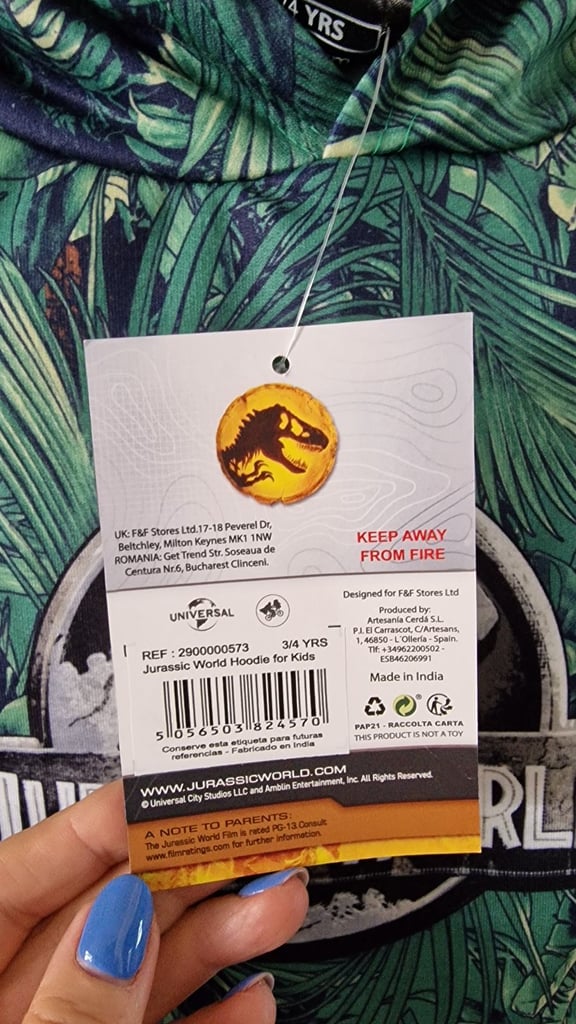 /4 YRS
UK: F&F Stores Ltd.17-18 Peverel Dr,
Beltchley, Milton Keynes MK1 1NW
ROMANIA: Get Trend Str. Soseaua de
Centura Nr.6, Bucharest Clinceni.
KEEP AWAY
FROM FIRE
UNIVERSAL
REF : 2900000573 3/4 YRS
Jurassic World Hoodie for Kids
5 056503 824570
Conserve esta etiqueta para futuras
referencias - Fabricado en India
Designed for F&F Stores Ltd
Produced by:
Artesanía Cerdá S.L.
P.I. El Carrascot, C/Artesans,
1, 46850 - L´Olleria - Spain.
Tlf: +34962200502 -
ESB46206991
Made in India
PAP21 - RACCOLTA CARTA
THIS PRODUCT IS NOT A TOY
WWW.JURASSICWORLD.COM
© Universal City Studios LLC and Amblin Entertainment, Inc. All Rights Reserved.
A NOTE TO PARENTS:
The Jurassic World Film is rated PG-13.Consult
www.filmratings.com for further information.